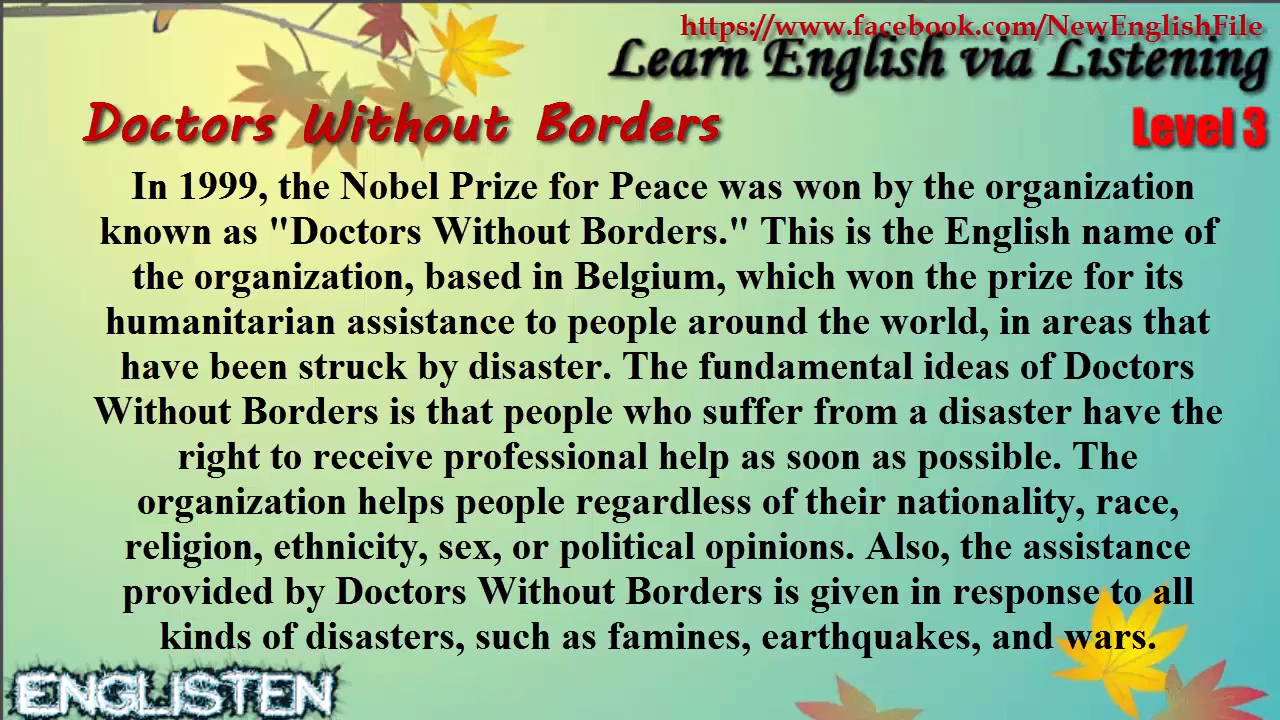 https://www.facebook.com/NewEnglishFile
Learn English via Listening
Doctors Without Borders
Level 3
In 1999, the Nobel Prize for Peace was won by the organization
known as "Doctors Without Borders." This is the English name of
the organization, based in Belgium, which won the prize for its
humanitarian assistance to people around the world, in areas that
have been struck by disaster. The fundamental ideas of Doctors
Without Borders is that people who suffer from a disaster have the
right to receive professional help as soon as possible. The
organization helps people regardless of their nationality, race,
religion, ethnicity, sex, or political opinions. Also, the assistance
provided by Doctors Without Borders is given in response to all
kinds of disasters, such as famines, earthquakes, and wars.
ENGLISTEN